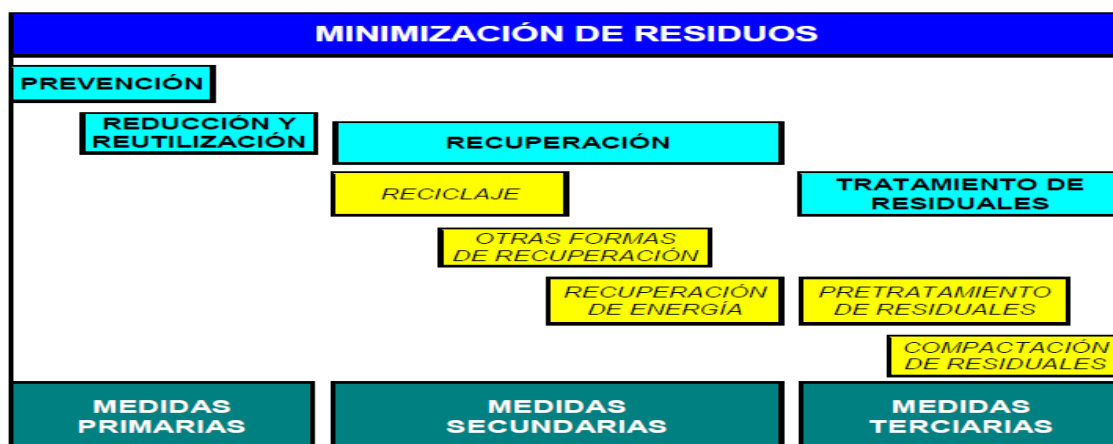 MINIMIZACIÓN DE RESIDUOS
PREVENCIÓN
REDUCCIÓN Y
REUTILIZACIÓN
RECUPERACIÓN
RECICLAJE
TRATAMIENTO DE
RESIDUALES
OTRAS FORMAS
DE RECUPERACIÓN
RECUPERACIÓN
DE ENERGÍA
PRETRATAMIENTO
DE RESIDUALES
COMPACTACIÓN
DE RESIDUALES
MEDIDAS
PRIMARIAS
MEDIDAS
SECUNDARIAS
MEDIDAS
TERCIARIAS